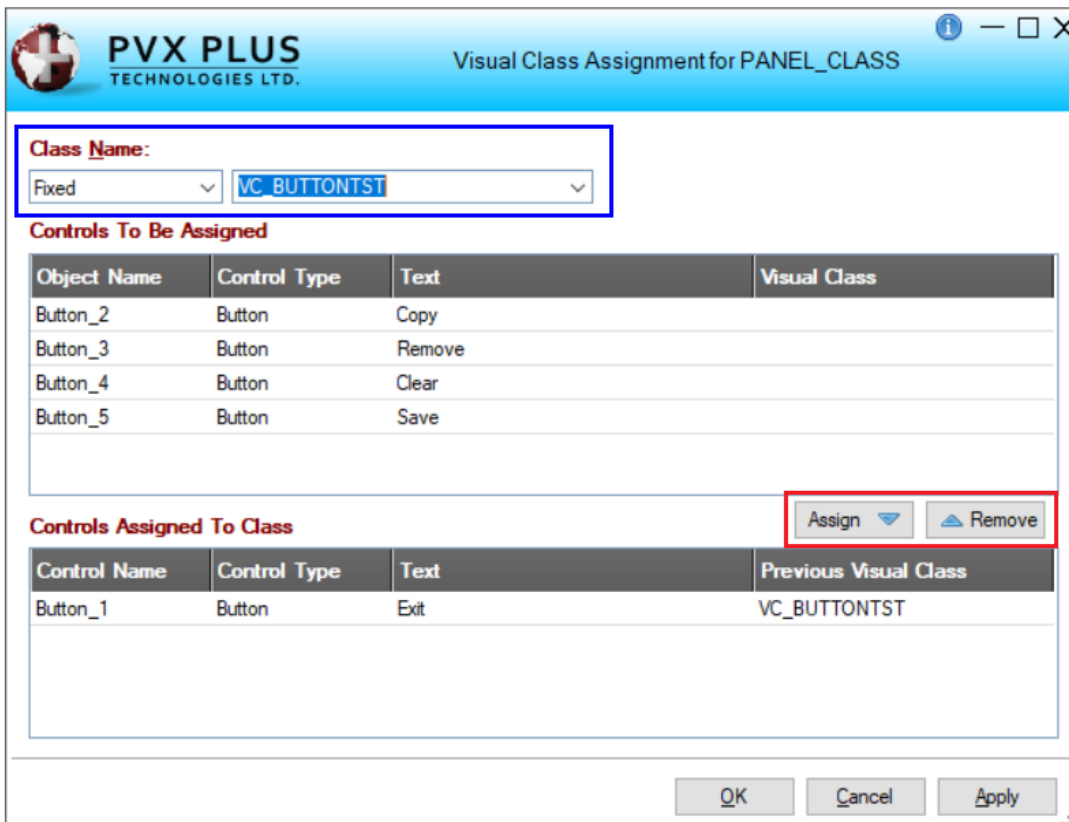 PVX PLUS
TECHNOLOGIES LTD.
Visual Class Assignment for PANEL_CLASS
Class Name:
Fixed VC_BUTTONTST
Controls To Be Assigned
Object Name Control Type Text Visual Class
Button_2 Button Copy
Button_3 Button Remove
Button_4 Button Clear
Button_5 Button Save
Assign Remove
Controls Assigned To Class
Control Name Control Type Text Previous Visual Class
Button_1 Button Exit VC_BUTTONTST
OK Cancel Apply